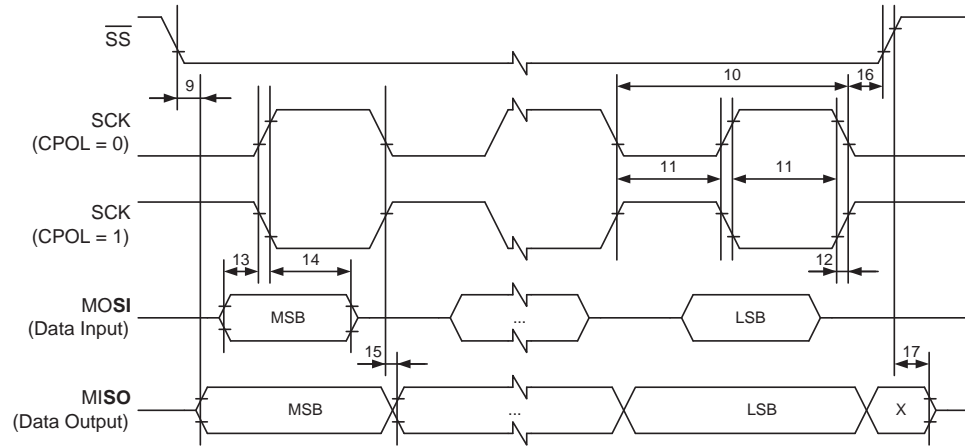 SS
9
10
16
SCK
(CPOL = 0)
11
11
SCK
(CPOL = 1)
13
14
12
MOSI
(Data Input)
MSB
...
LSB
15
17
MISO
(Data Output)
MSB
...
LSB
X